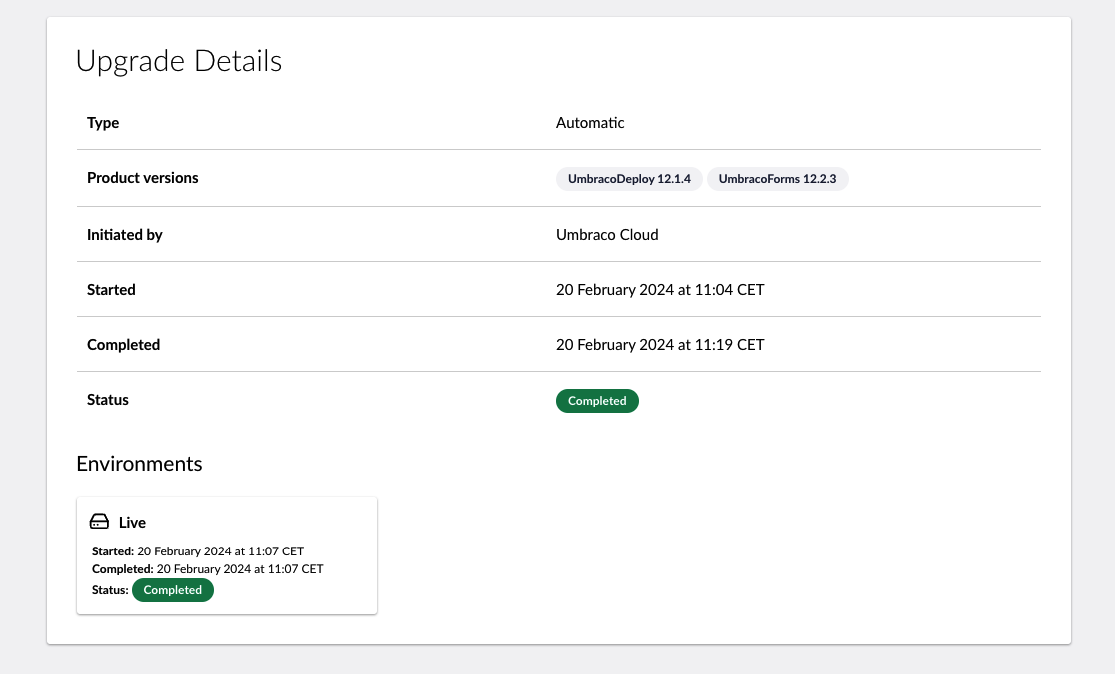 Upgrade Details
Type Automatic
Product versions UmbracoDeploy 12.1.4 UmbracoForms 12.2.3
Initiated by Umbraco Cloud
Started 20 February 2024 at 11:04 CET
Completed 20 February 2024 at 11:19 CET
Status Completed
Environments
Live
Started: 20 February 2024 at 11:07 CET
Completed: 20 February 2024 at 11:07 CET
Status: Completed